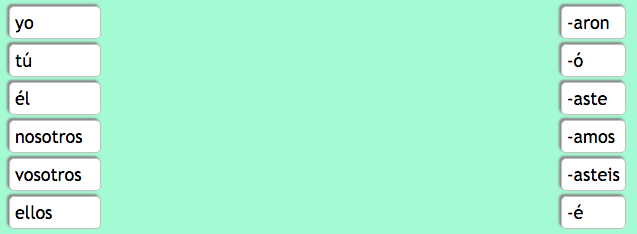 yo -aron
tú -ó
él -aste
nosotros -amos
vosotros -asteis
ellos -é